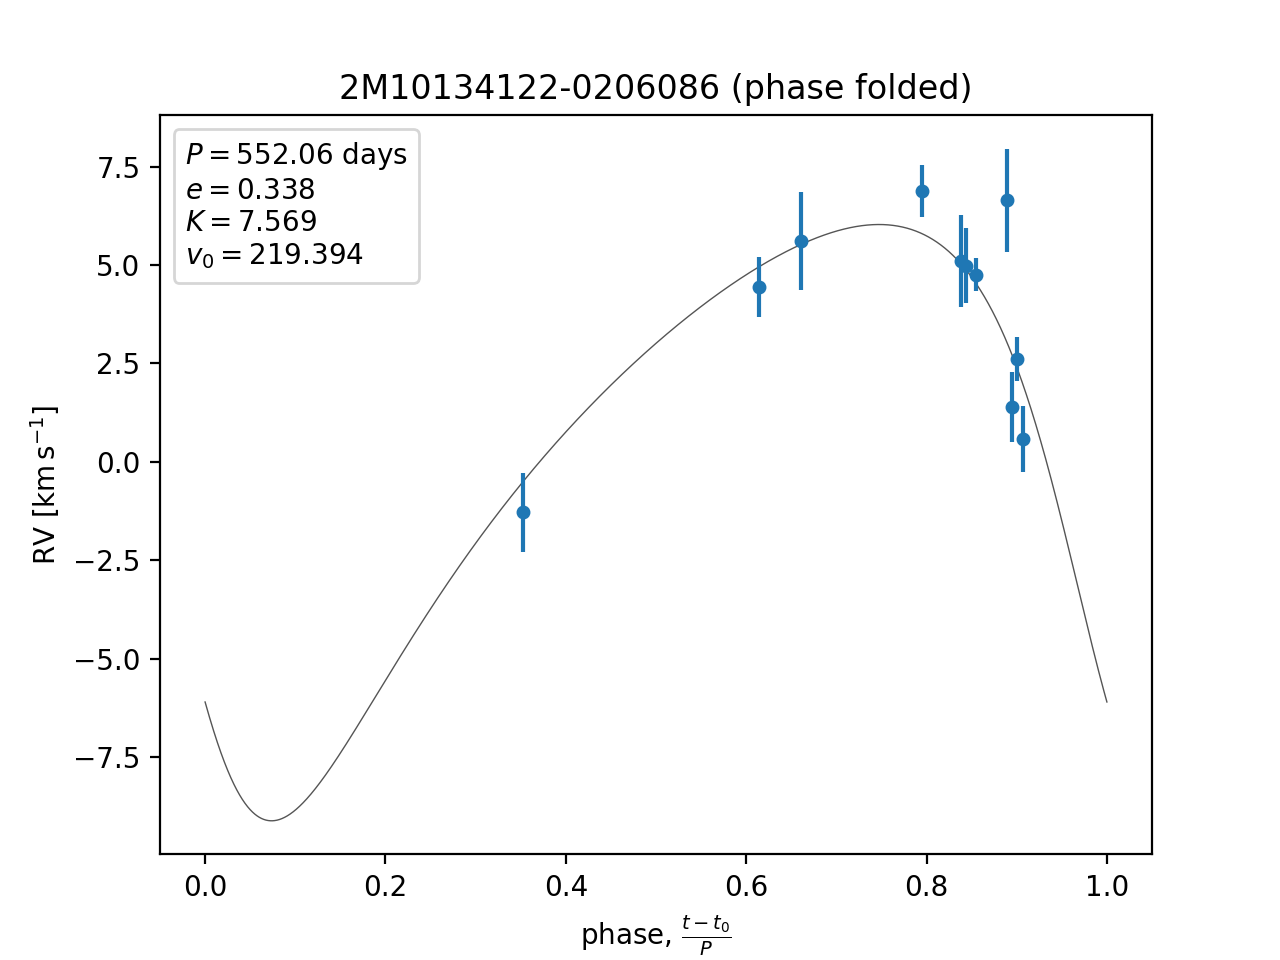 2M10134122-0206086 (phase folded)
P = 552.06 days
e = 0.338
K = 7.569
v₀ = 219.394
7.5
5.0
2.5
0.0
−2.5
−5.0
−7.5
RV [km s⁻¹]
0.0 0.2 0.4 0.6 0.8 1.0
phase, (t − t₀)/P